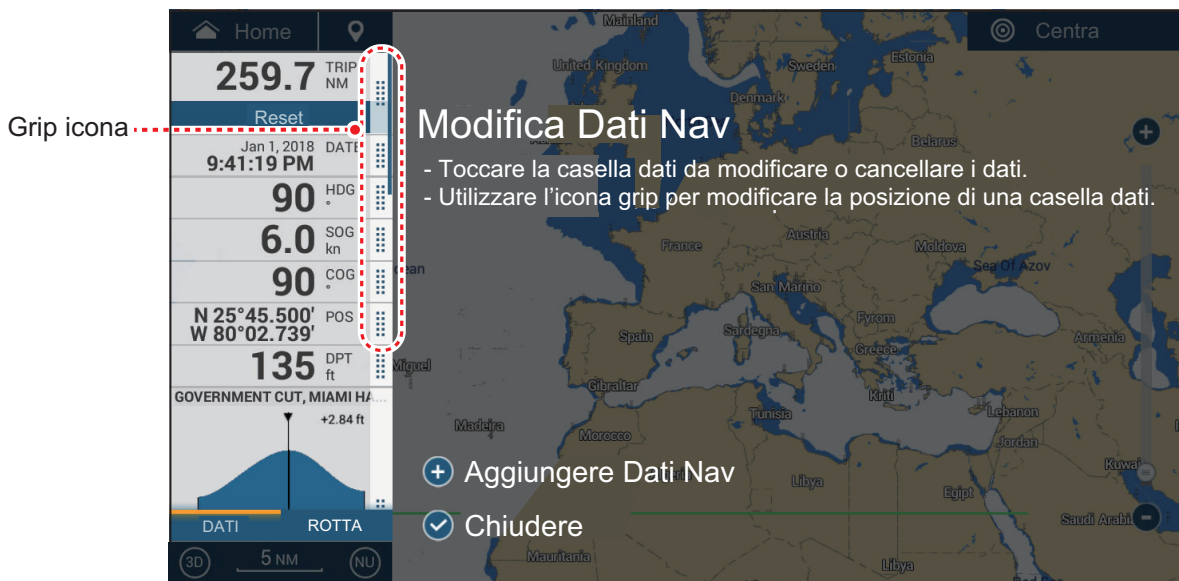 Home
Centra
259.7 TRIP NM
Reset
Grip icona
Jan 1, 2018 DATE
9:41:19 PM
90 HDG °
6.0 SOG kn
90 COG °
N 25°45.500' POS
W 80°02.739'
135 DPT ft
GOVERNMENT CUT, MIAMI HA...
+2.84 ft
DATI
ROTTA
3D
5 NM
NU
Modifica Dati Nav
- Toccare la casella dati da modificare o cancellare i dati.
- Utilizzare l'icona grip per modificare la posizione di una casella dati.
Aggiungere Dati Nav
Chiudere
Mainland
United Kingdom
Sweden
Estonia
Denmark
Belarus
France
Austria
Moldova
Sea Of Azov
San Marino
Spain
Sardegna
Fyrom
Greece
Armenia
Miguel
Gibraltar
Kriti
Madeira
Morocco
Tunisia
Lebanon
Jordan
Kuwai
Libya
Egipt
Saudi Arabi
Mauritania
Libya